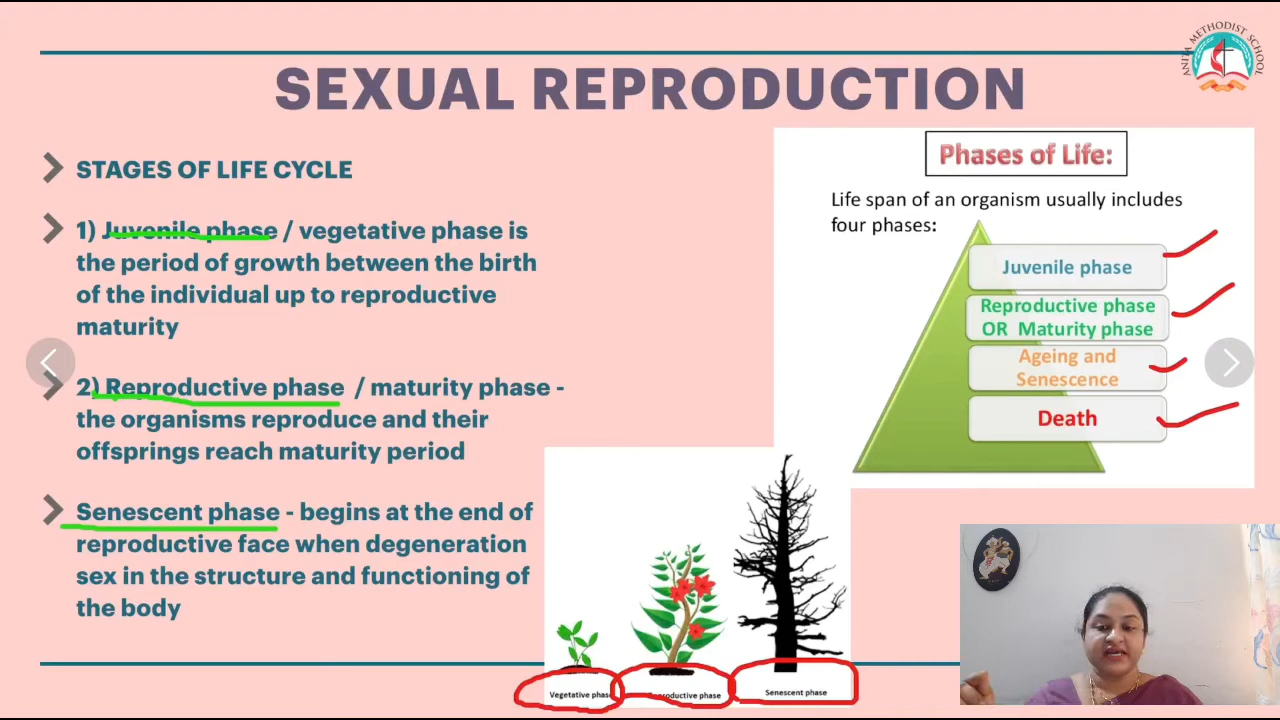 ANITA METHODIST SCHOOL
SEXUAL REPRODUCTION
STAGES OF LIFE CYCLE
1) Juvenile phase / vegetative phase is
the period of growth between the birth
of the individual up to reproductive
maturity
2) Reproductive phase / maturity phase -
the organisms reproduce and their
offsprings reach maturity period
Senescent phase - begins at the end of
reproductive face when degeneration
sex in the structure and functioning of
the body
Phases of Life:
Life span of an organism usually includes
four phases:
Juvenile phase
Reproductive phase
OR Maturity phase
Ageing and
Senescence
Death
Vegetative phase
Reproductive phase
Senescent phase